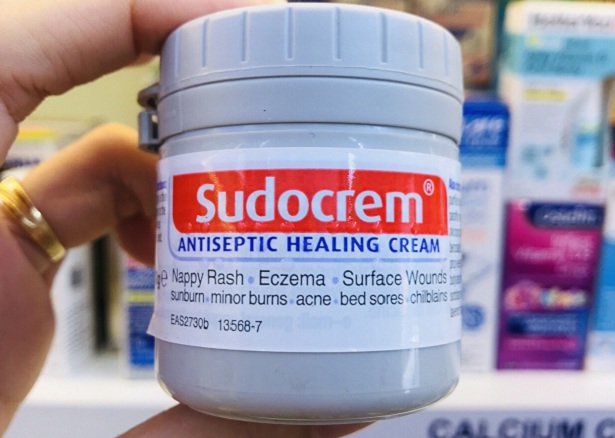 Sudocrem®
ANTISEPTIC HEALING CREAM
Nappy Rash • Eczema • Surface Wounds
sunburn • minor burns • acne • bed sores • chilblains
EAS2730b 13568-7
CALCIUM